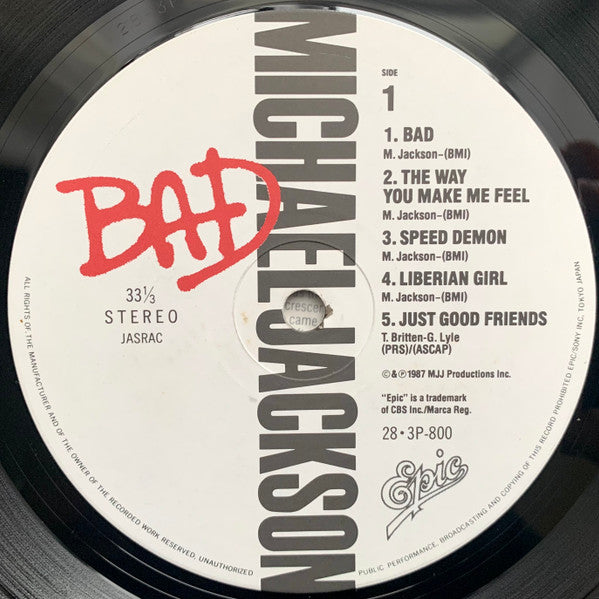 MICHAEL JACKSON
BAD
33⅓
STEREO
JASRAC
SIDE
1
1. BAD
M. Jackson-(BMI)
2. THE WAY
YOU MAKE ME FEEL
M. Jackson-(BMI)
3. SPEED DEMON
M. Jackson-(BMI)
4. LIBERIAN GIRL
M. Jackson-(BMI)
5. JUST GOOD FRIENDS
T. Britten-G. Lyle
(PRS)/(ASCAP)
©&℗1987 MJJ Productions Inc.
"Epic" is a trademark
of CBS Inc./Marca Reg.
28・3P-800
Epic
crescen
came
ALL RIGHTS OF THE MANUFACTURER AND OF THE OWNER OF THE RECORDED WORK RESERVED, UNAUTHORIZED PUBLIC PERFORMANCE, BROADCASTING AND COPYING OF THIS RECORD PROHIBITED EPIC/SONY INC. TOKYO JAPAN